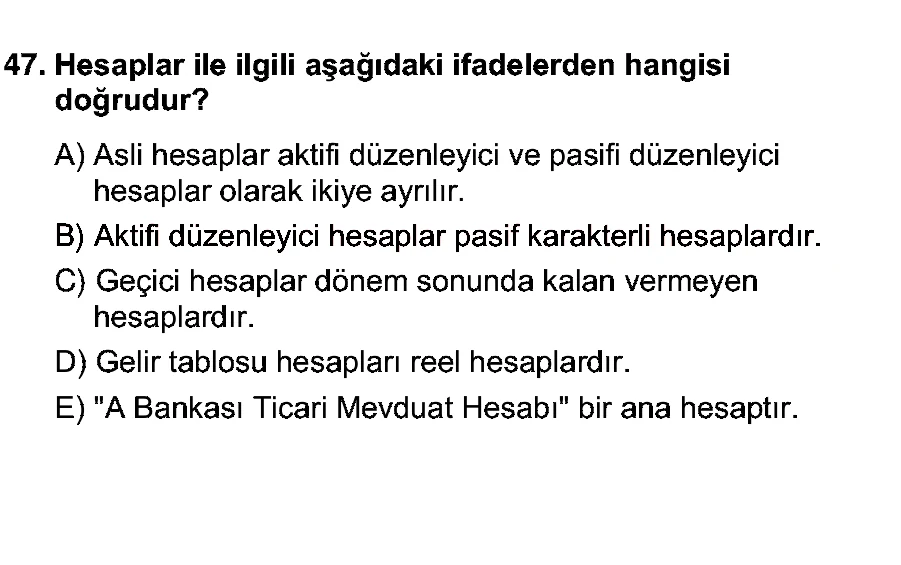 47. Hesaplar ile ilgili aşağıdaki ifadelerden hangisi
doğrudur?
A) Asli hesaplar aktifi düzenleyici ve pasifi düzenleyici
hesaplar olarak ikiye ayrılır.
B) Aktifi düzenleyici hesaplar pasif karakterli hesaplardır.
C) Geçici hesaplar dönem sonunda kalan vermeyen
hesaplardır.
D) Gelir tablosu hesapları reel hesaplardır.
E) "A Bankası Ticari Mevduat Hesabı" bir ana hesaptır.